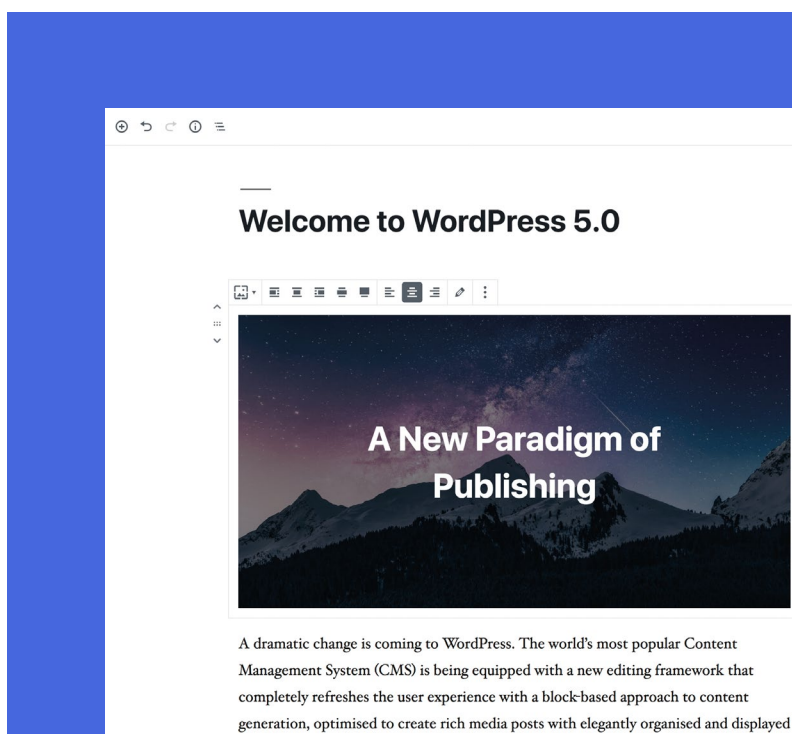 Welcome to WordPress 5.0
A New Paradigm of
Publishing
A dramatic change is coming to WordPress. The world’s most popular Content
Management System (CMS) is being equipped with a new editing framework that
completely refreshes the user experience with a block-based approach to content
generation, optimised to create rich media posts with elegantly organised and displayed